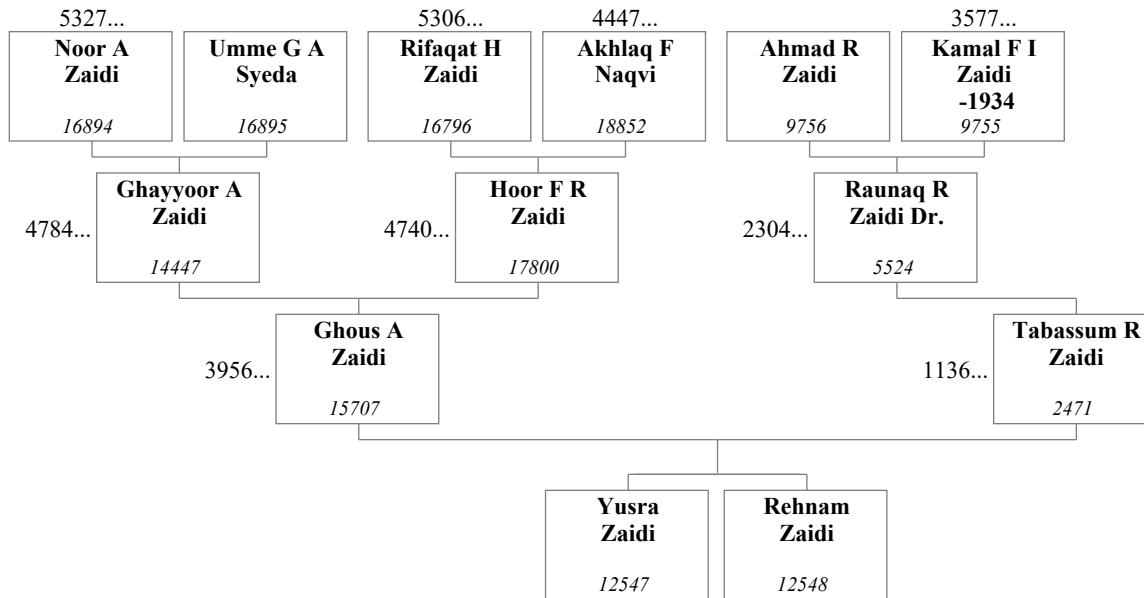 5327...
5306...
4447...
3577...
Noor A
Zaidi
16894
Umme G A
Syeda
16895
Rifaqat H
Zaidi
16796
Akhlaq F
Naqvi
18852
Ahmad R
Zaidi
9756
Kamal F I
Zaidi
-1934
9755
4784...
Ghayyoor A
Zaidi
14447
4740...
Hoor F R
Zaidi
17800
2304...
Raunaq R
Zaidi Dr.
5524
3956...
Ghous A
Zaidi
15707
1136...
Tabassum R
Zaidi
2471
Yusra
Zaidi
12547
Rehnam
Zaidi
12548